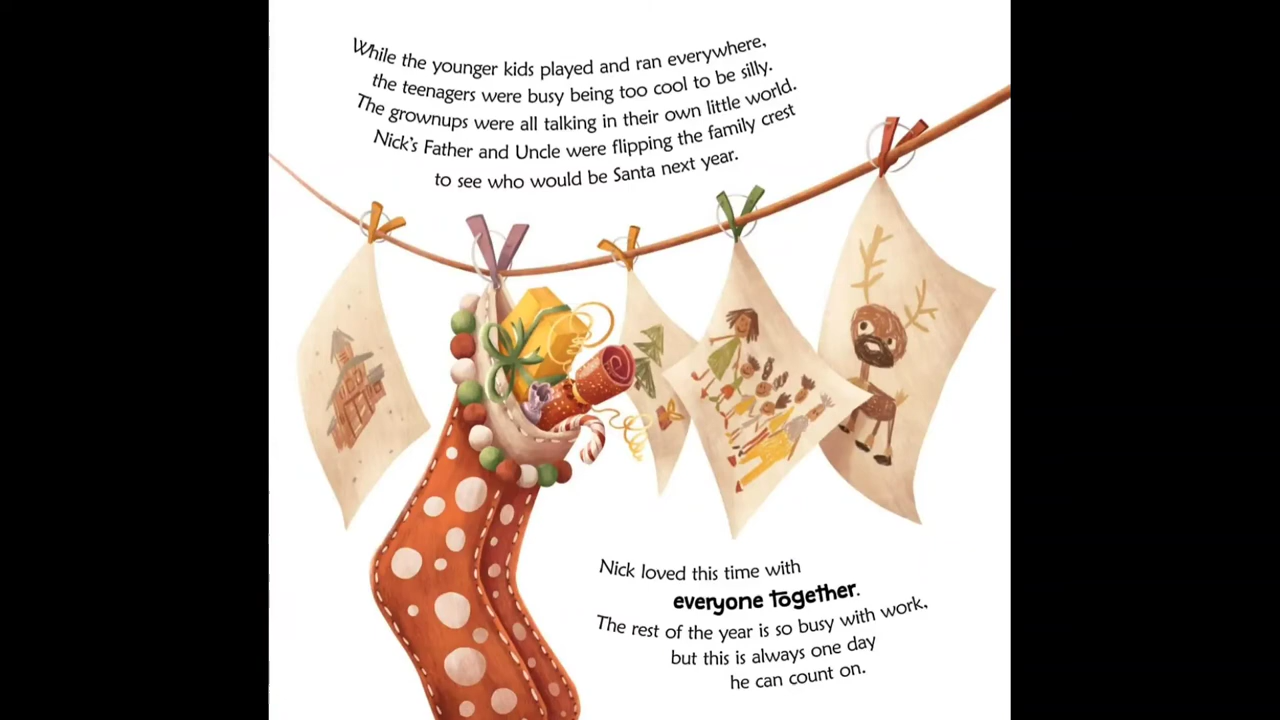 While the younger kids played and ran everywhere,
the teenagers were busy being too cool to be silly.
The grownups were all talking in their own little world.
Nick's Father and Uncle were flipping the family crest
to see who would be Santa next year.
Nick loved this time with
everyone together.
The rest of the year is so busy with work,
but this is always one day
he can count on.